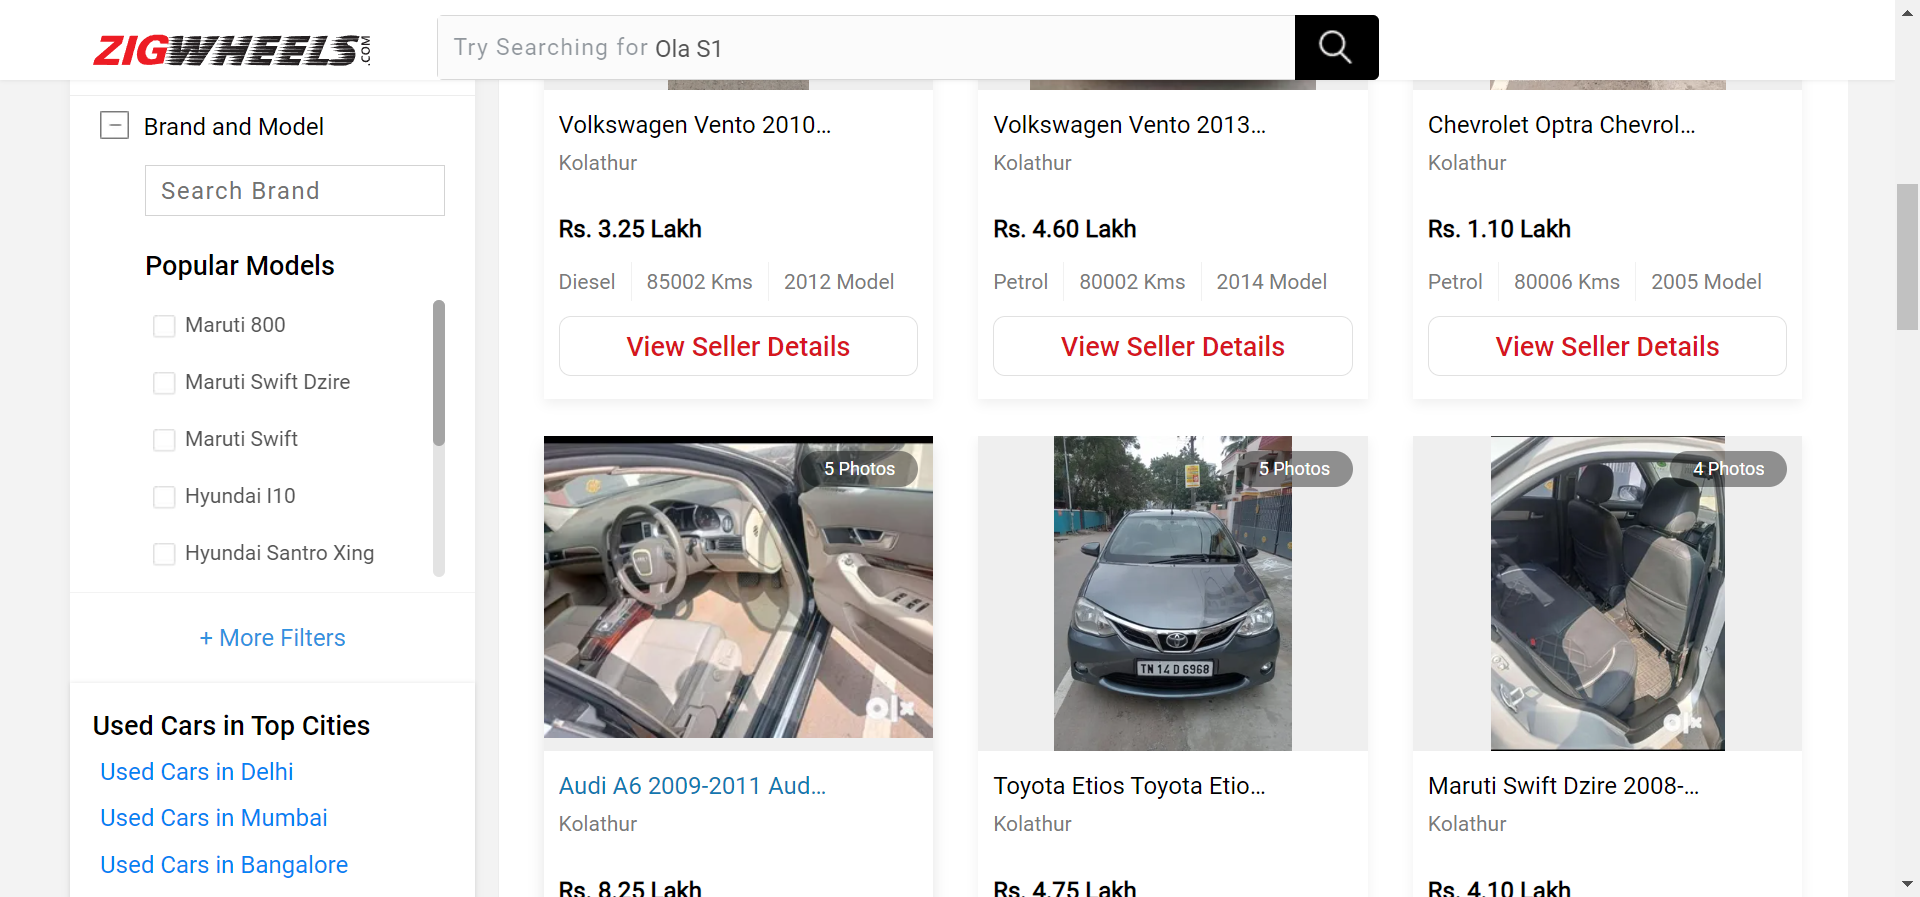 ZIGWHEELS.COM
Try Searching for Ola S1
Brand and Model
Search Brand
Popular Models
Maruti 800
Maruti Swift Dzire
Maruti Swift
Hyundai I10
Hyundai Santro Xing
+ More Filters
Used Cars in Top Cities
Used Cars in Delhi
Used Cars in Mumbai
Used Cars in Bangalore
Volkswagen Vento 2010...
Kolathur
Rs. 3.25 Lakh
Diesel 85002 Kms 2012 Model
View Seller Details
Volkswagen Vento 2013...
Kolathur
Rs. 4.60 Lakh
Petrol 80002 Kms 2014 Model
View Seller Details
Chevrolet Optra Chevrol...
Kolathur
Rs. 1.10 Lakh
Petrol 80006 Kms 2005 Model
View Seller Details
5 Photos
olx
Audi A6 2009-2011 Aud...
Kolathur
Rs. 8.25 Lakh
5 Photos
TN 14 D 6968
Toyota Etios Toyota Etio...
Kolathur
Rs. 4.75 Lakh
4 Photos
olx
Maruti Swift Dzire 2008-...
Kolathur
Rs. 4.10 Lakh